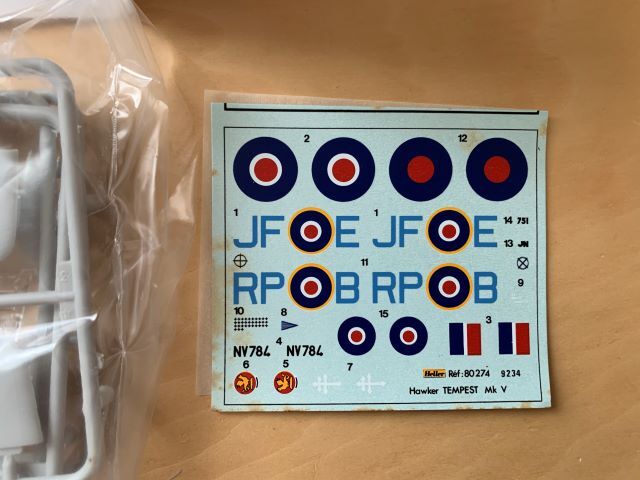 2 12
1 JF E 1 JF E 14 751
13 JN
RP B 11 RP B 9
10 8 15 3
4
NV784 NV784
6 5 7
Heller Réf: 80274 9234
Hawker TEMPEST Mk V